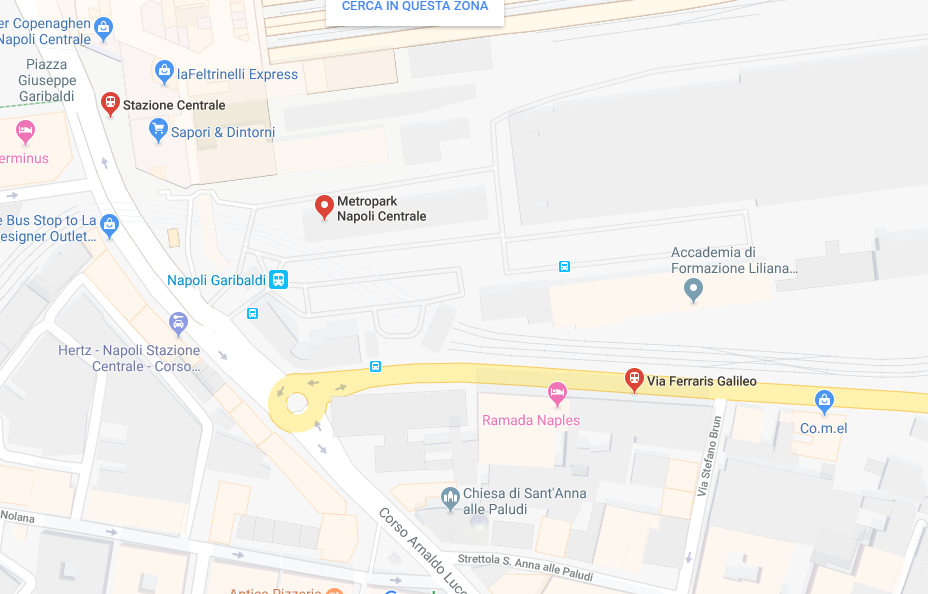 CERCA IN QUESTA ZONA
er Copenaghen
Napoli Centrale
Piazza
Giuseppe
Garibaldi
laFeltrinelli Express
Stazione Centrale
Sapori & Dintorni
erminus
Metropark
Napoli Centrale
e Bus Stop to La
esigner Outlet...
Accademia di
Formazione Liliana...
Napoli Garibaldi
Hertz - Napoli Stazione
Centrale - Corso...
Via Ferraris Galileo
Ramada Naples
Co.m.el
Via Stefano Brun
Chiesa di Sant'Anna
alle Paludi
Nolana
Corso Arnaldo Luc
Strettola S. Anna alle Paludi
Antica Pizzeria